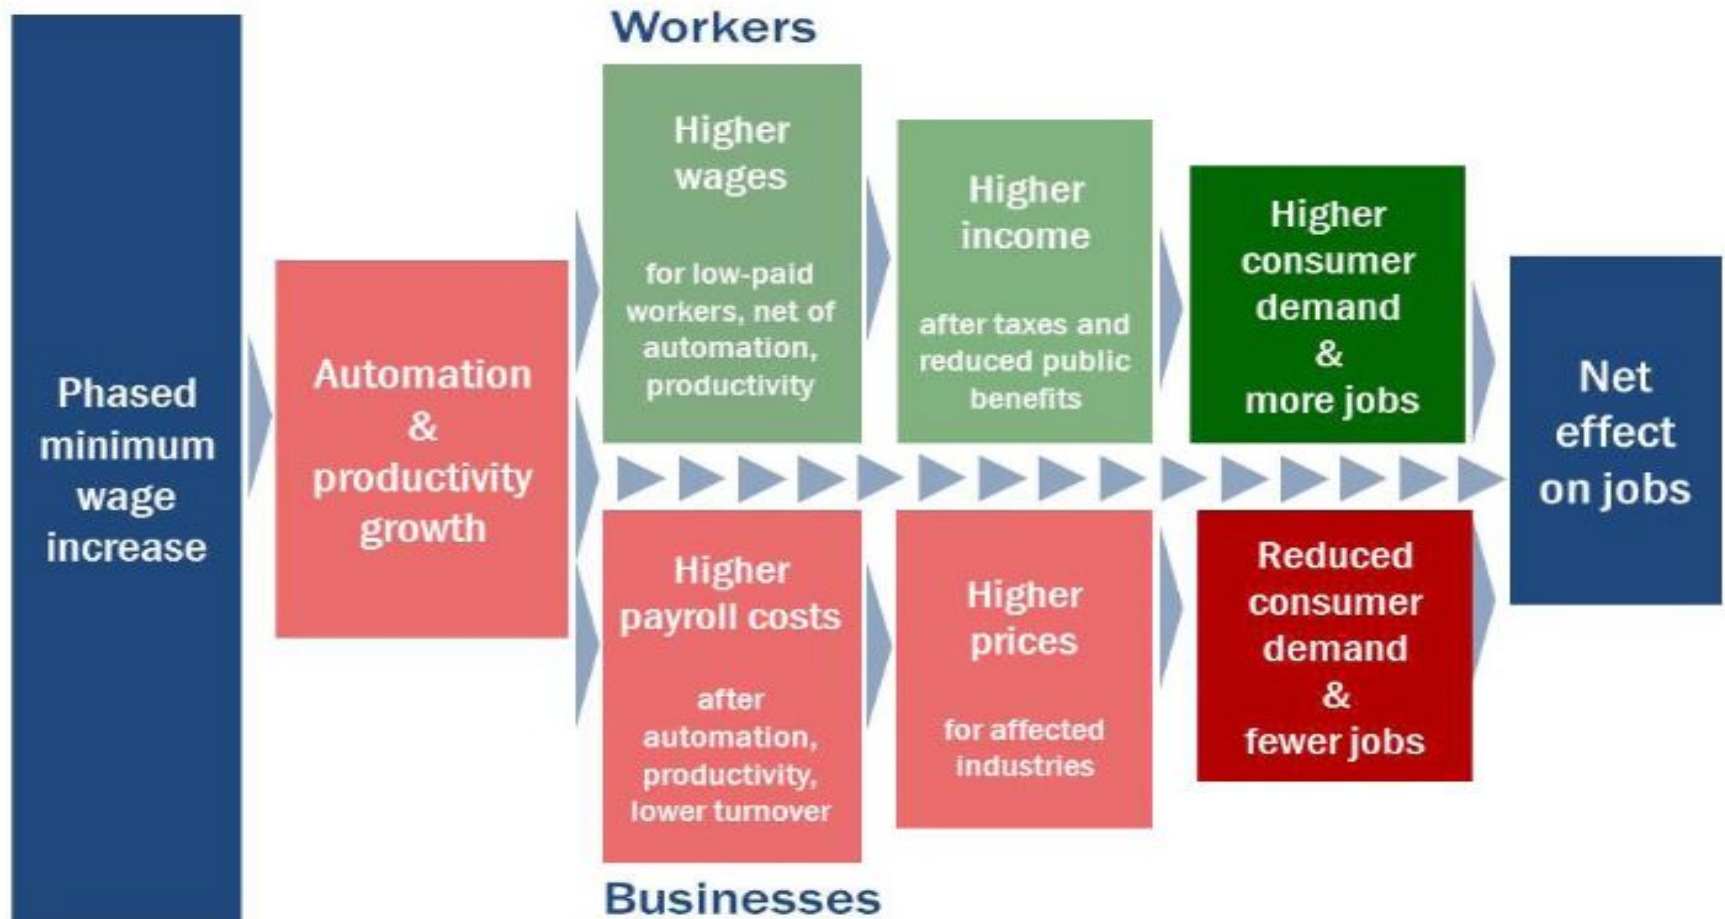 Workers
Phased
minimum
wage
increase
Automation
&
productivity
growth
Higher
wages
for low-paid
workers, net of
automation,
productivity
Higher
income
after taxes and
reduced public
benefits
Higher
consumer
demand
&
more jobs
Higher
payroll costs
after
automation,
productivity,
lower turnover
Higher
prices
for affected
industries
Reduced
consumer
demand
&
fewer jobs
Net
effect
on jobs
Businesses